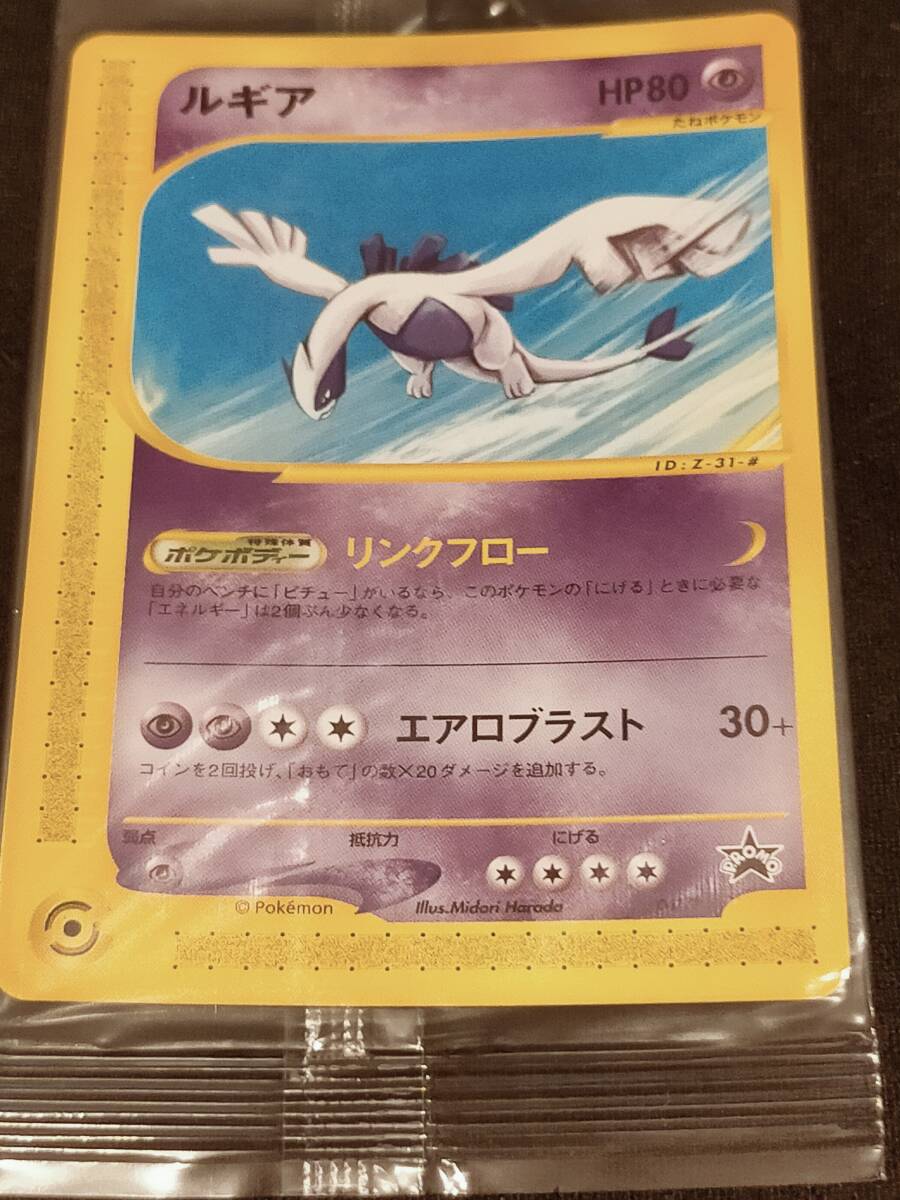 ルギア
HP80
たねポケモン
ID:Z-31-#
特殊体質
ポケボディー
リンクフロー
自分のベンチに「ピチュー」がいるなら、このポケモンの「にげる」ときに必要な
「エネルギー」は2個ぶん少なくなる。
エアロブラスト
30+
コインを2回投げ、「おもて」の数×20ダメージを追加する。
弱点
抵抗力
にげる
PROMO
© Pokémon
Illus.Midori Harada